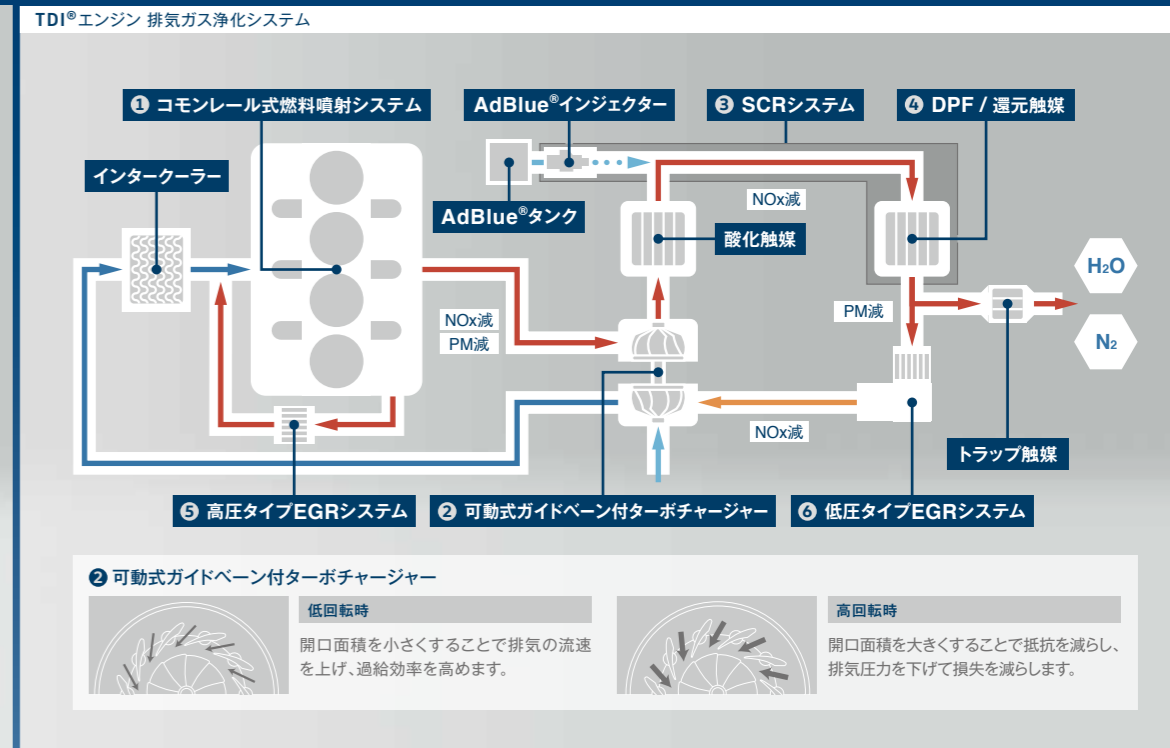 TDI®エンジン 排気ガス浄化システム
❶ コモンレール式燃料噴射システム
AdBlue®インジェクター
❸ SCRシステム
❹ DPF / 還元触媒
インタークーラー
AdBlue®タンク
NOx減
酸化触媒
H₂O
NOx減
PM減
PM減
N₂
NOx減
トラップ触媒
❺ 高圧タイプEGRシステム
❷ 可動式ガイドベーン付ターボチャージャー
❻ 低圧タイプEGRシステム
❷ 可動式ガイドベーン付ターボチャージャー
低回転時
開口面積を小さくすることで排気の流速
を上げ、過給効率を高めます。
高回転時
開口面積を大きくすることで抵抗を減らし、
排気圧力を下げて損失を減らします。